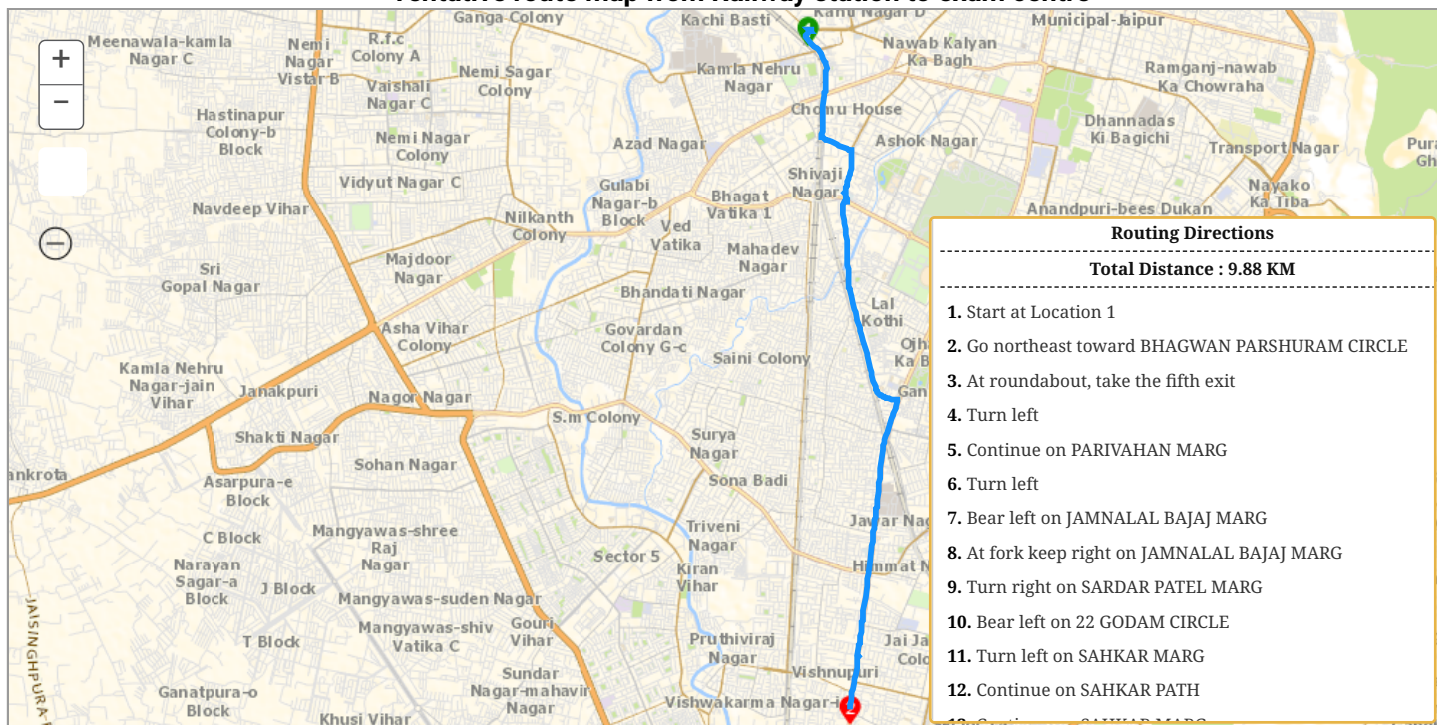 Tentative route map from Railway station to exam centre
Ganga Colony
Kachi Basti
Municipal-Jaipur
Meenawala-kamla
Nagar C
Nemi
Nagar
Vistar B
R.f.c
Colony A
Nemi Sagar
Colony
Kamla Nehru
Nagar
Nawab Kalyan
Ka Bagh
Ramganj-nawab
Ka Chowraha
Vaishali
Nagar C
Hastinapur
Colony-b
Block
Nemi Nagar
Colony
Azad Nagar
Chomu House
Ashok Nagar
Dhannadas
Ki Bagichi
Transport Nagar
Vidyut Nagar C
Gulabi
Nagar-b
Block
Shivaji
Nagar
Bhagat
Vatika 1
Nayako
Ka Tiba
Navdeep Vihar
Nilkanth
Colony
Ved
Vatika
Anandpuri-bees Dukan
Mahadev
Nagar
Majdoor
Nagar
Sri
Gopal Nagar
Bhandati Nagar
Lal
Kothi
Asha Vihar
Colony
Govardan
Colony G-c
Saini Colony
Kamla Nehru
Nagar-jain
Vihar
Janakpuri
Nagor Nagar
S.m Colony
Shakti Nagar
Surya
Nagar
Sohan Nagar
Sona Badi
Asarpura-e
Block
Mangyawas-shree
Raj
Nagar
C Block
Triveni
Nagar
Sector 5
Narayan
Sagar-a
Block
J Block
Kiran
Vihar
Mangyawas-suden Nagar
Mangyawas-shiv
Vatika C
Gouri
Vihar
T Block
Pruthiviraj
Nagar
Vishnupuri
Sundar
Nagar-mahavir
Nagar
Ganatpura-o
Block
Khusi Vihar
Vishwakarma Nagar-i
2
+
−
Routing Directions
Total Distance : 9.88 KM
1. Start at Location 1
2. Go northeast toward BHAGWAN PARSHURAM CIRCLE
3. At roundabout, take the fifth exit
4. Turn left
5. Continue on PARIVAHAN MARG
6. Turn left
7. Bear left on JAMNALAL BAJAJ MARG
8. At fork keep right on JAMNALAL BAJAJ MARG
9. Turn right on SARDAR PATEL MARG
10. Bear left on 22 GODAM CIRCLE
11. Turn left on SAHKAR MARG
12. Continue on SAHKAR PATH